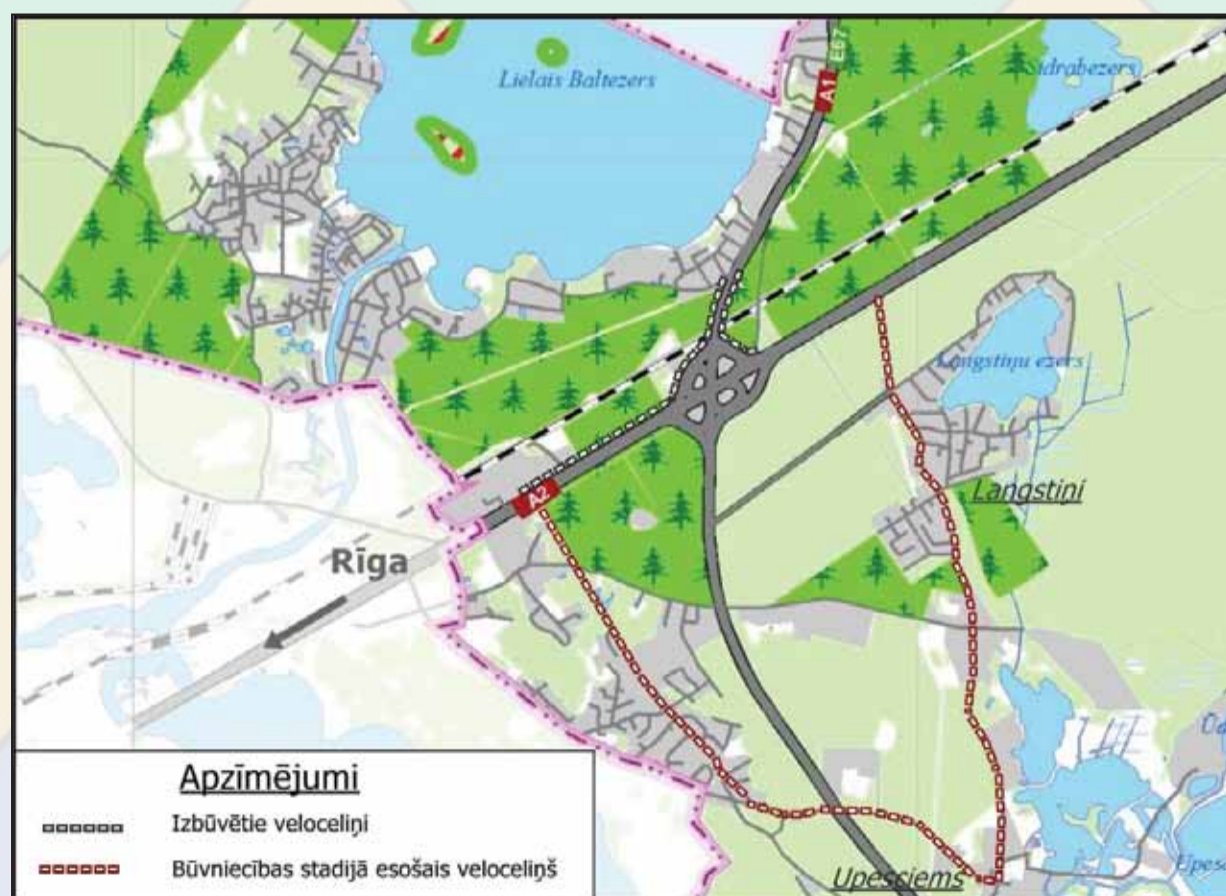 Lielais Baltezers
E67
A1
Sidrabezers
Langstiņu ezers
Langstiņi
A2
Rīga
Apzīmējumi
Izbūvētie veloceliņi
Būvniecības stadijā esošais veloceliņš
Upesciems